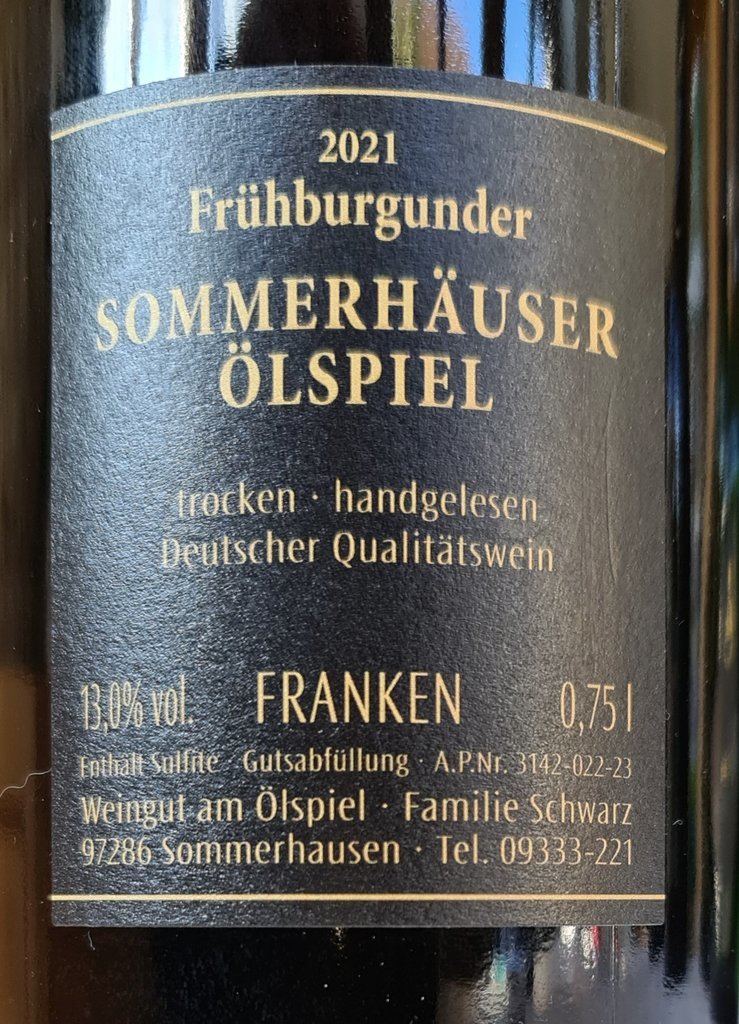 2021
Frühburgunder
SOMMERHÄUSER
ÖLSPIEL
trocken · handgelesen
Deutscher Qualitätswein
13,0% vol. FRANKEN 0,75 l
Enthält Sulfite · Gutsabfüllung · A.P.Nr. 3142-022-23
Weingut am Ölspiel · Familie Schwarz
97286 Sommerhausen · Tel. 09333-221